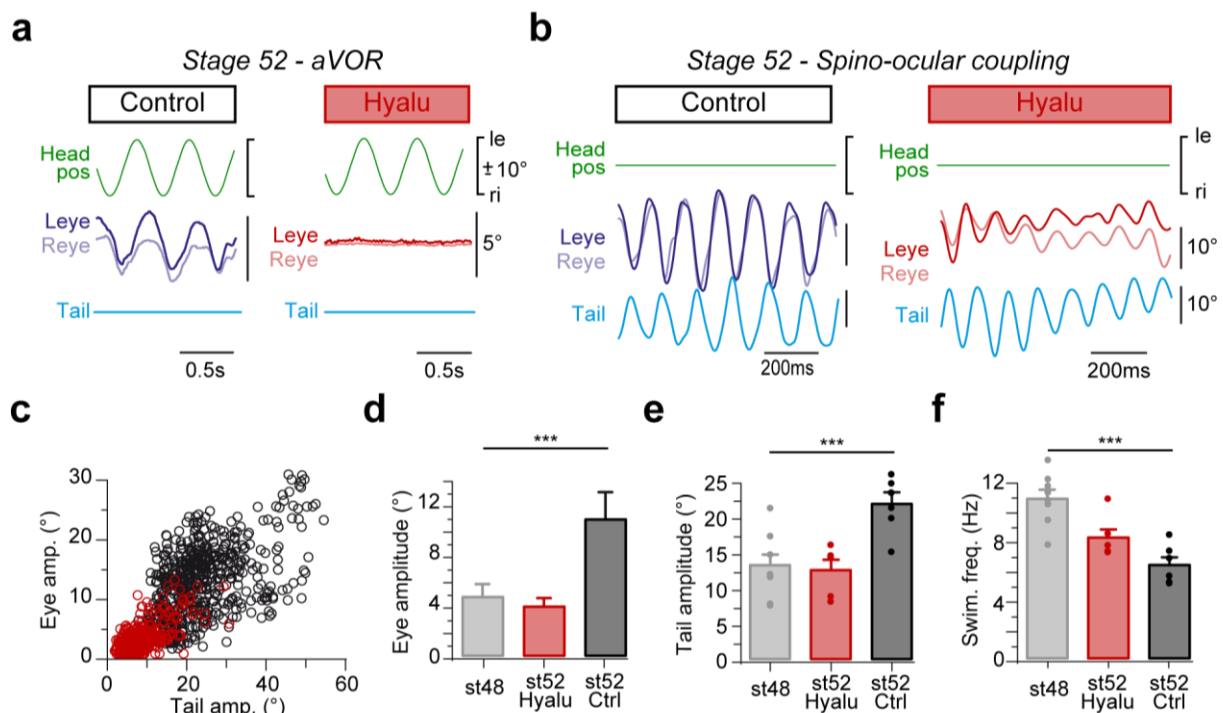 a
Stage 52 - aVOR
Control
Hyalu
Head
pos
le
± 10°
ri
Leye
Reye
Leye
Reye
5°
Tail
Tail
0.5s
0.5s
b
Stage 52 - Spino-ocular coupling
Control
Hyalu
Head
pos
Head
pos
le
ri
Leye
Reye
Leye
Reye
10°
Tail
Tail
10°
200ms
200ms
c
Eye amp. (°)
30
20
10
0
0
20
40
60
Tail amp. (°)
d
***
Eye amplitude (°)
12
8
4
0
st48
st52
Hyalu
st52
Ctrl
e
***
Tail amplitude (°)
25
20
15
10
5
0
st48
st52
Hyalu
st52
Ctrl
f
***
Swim. freq. (Hz)
12
8
4
0
st48
st52
Hyalu
st52
Ctrl